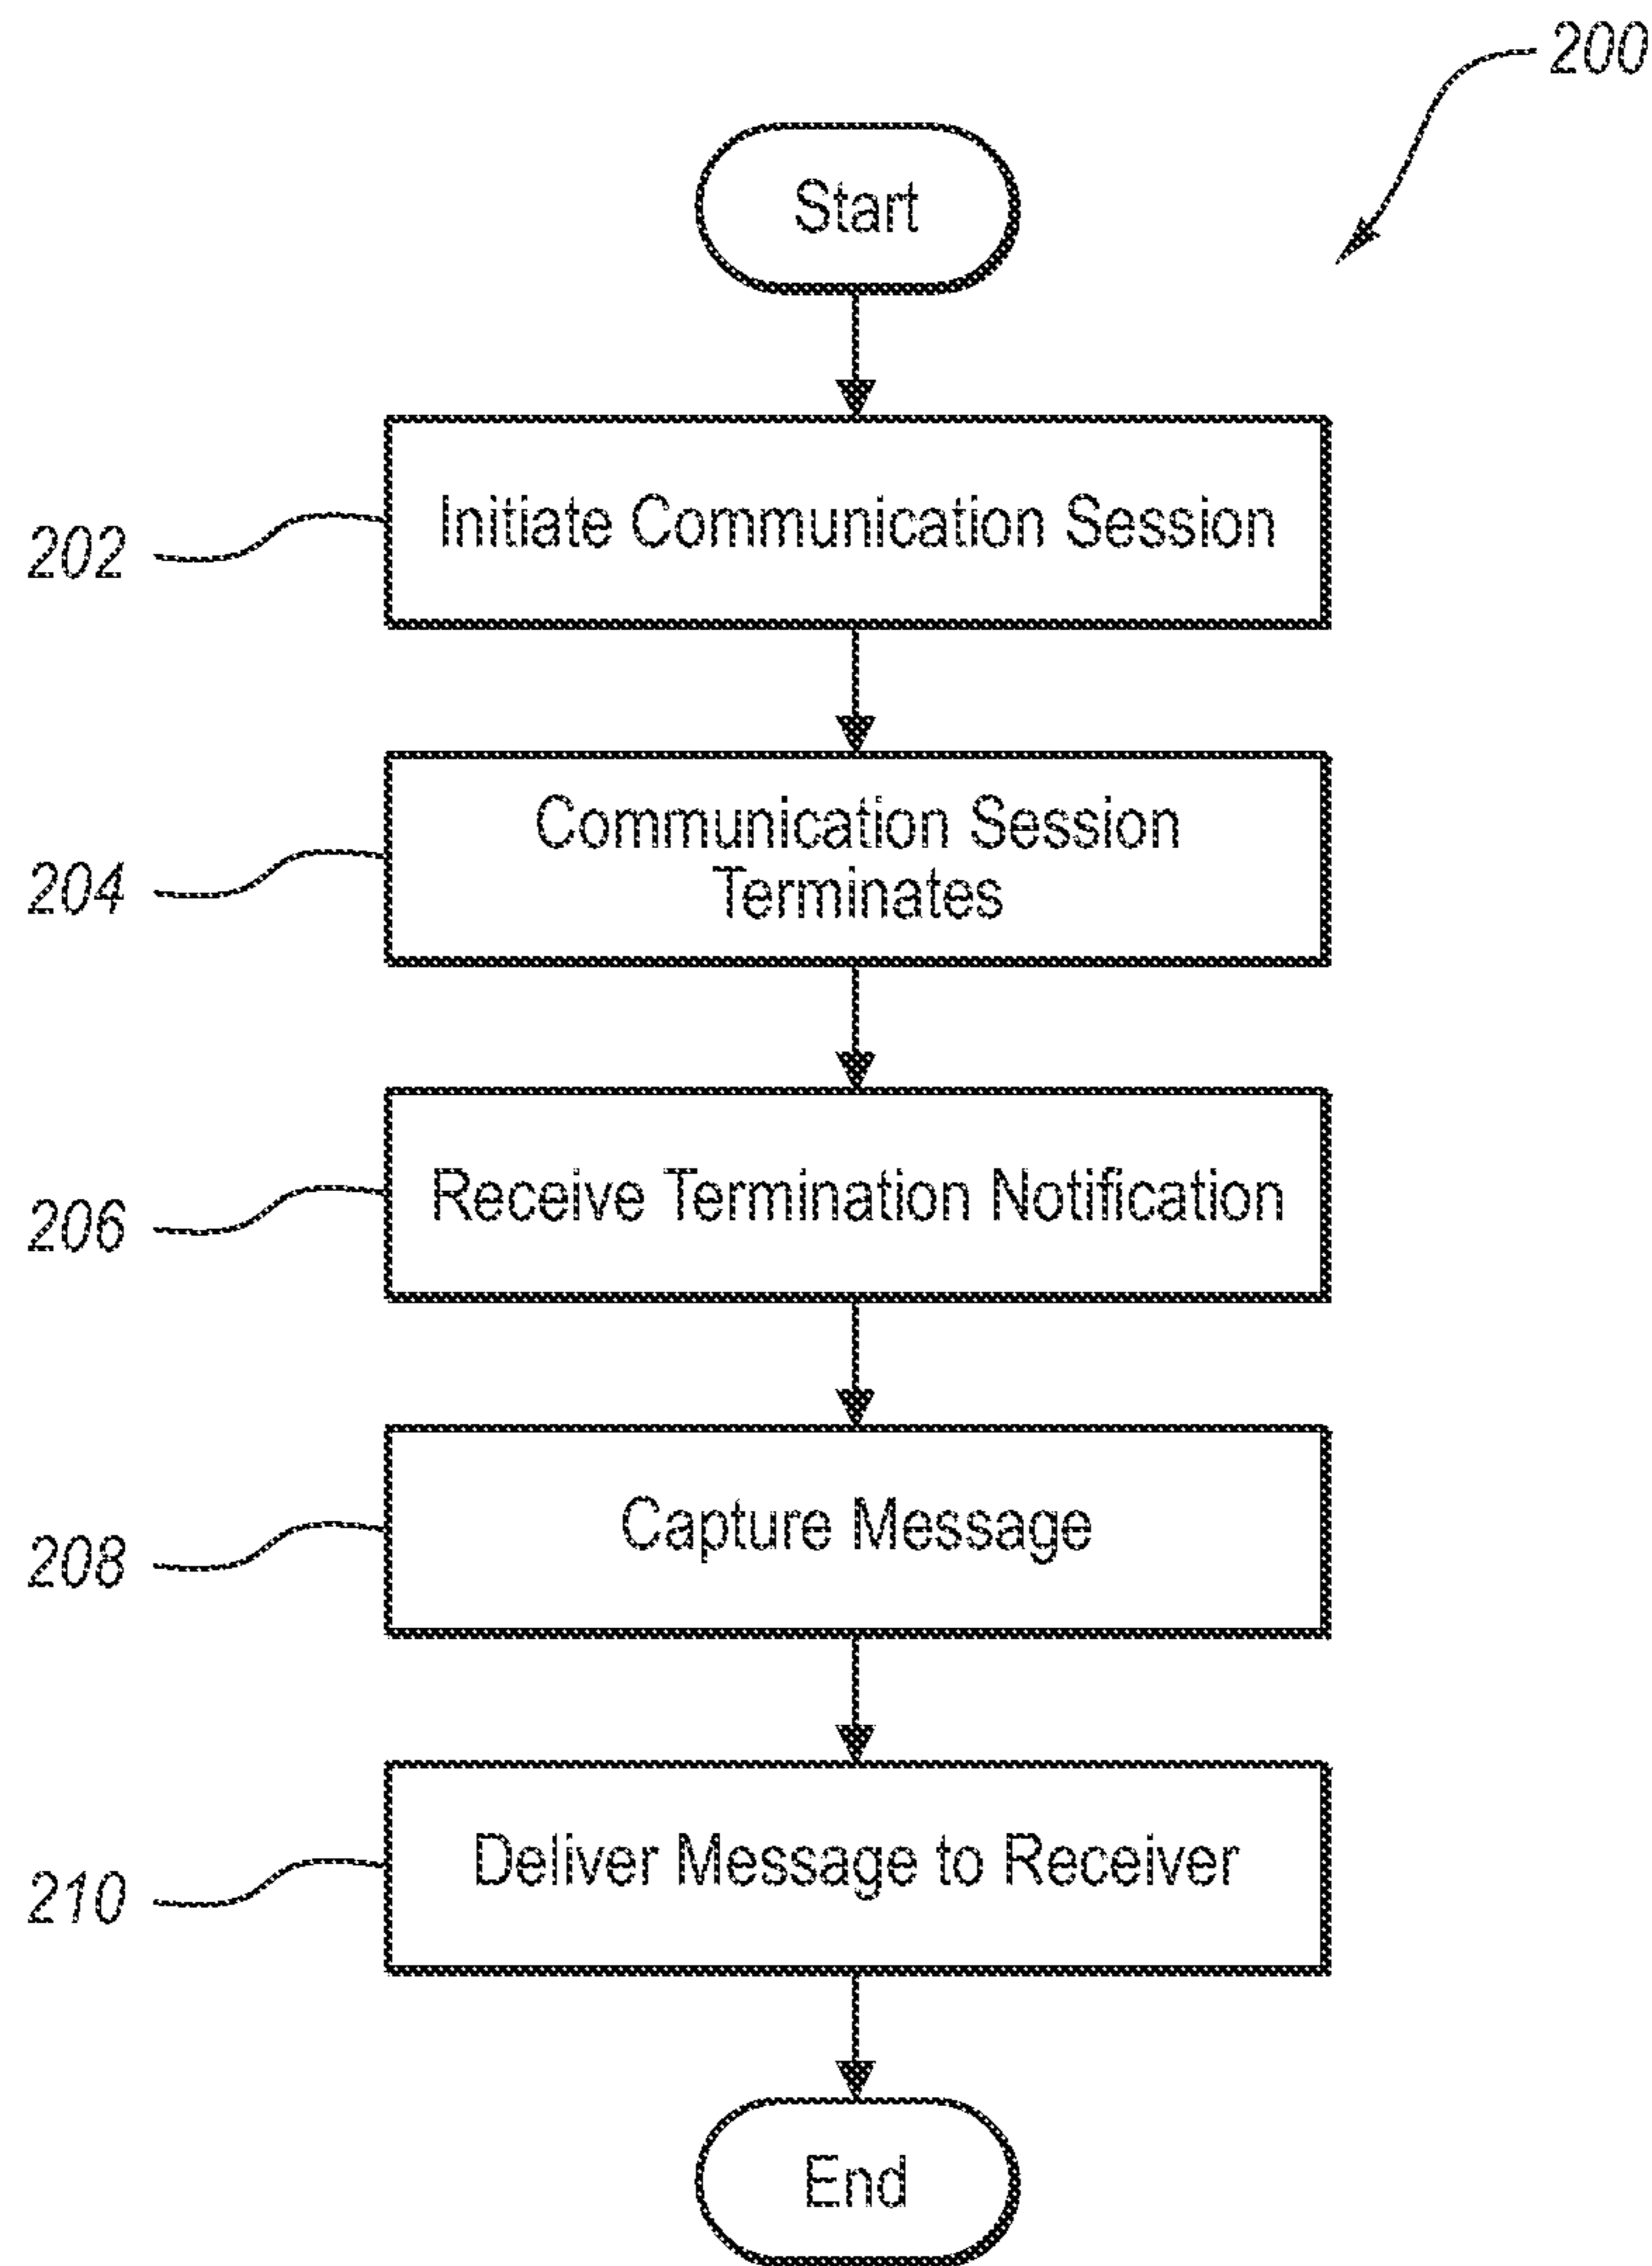 200
Start
202
Initiate Communication Session
204
Communication Session
Terminates
206
Receive Termination Notification
208
Capture Message
210
Deliver Message to Receiver
End